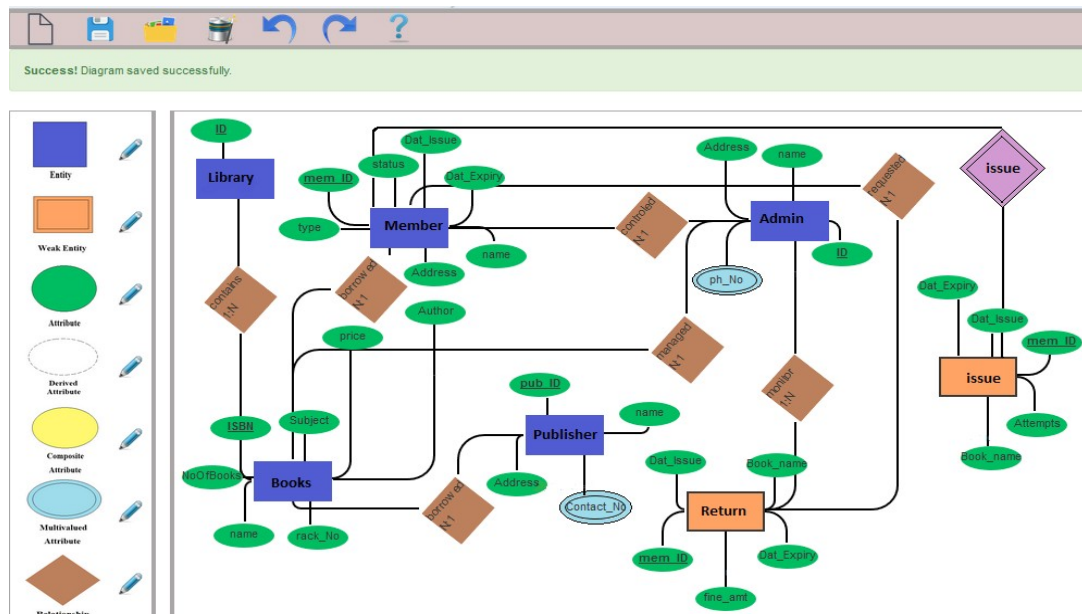 Success! Diagram saved successfully.
Entity
Weak Entity
Attribute
Derived
Attribute
Composite
Attribute
Multivalued
Attribute
Relationship
ID
Library
contains
1:N
mem_ID
status
Dat_Issue
Dat_Expiry
type
Member
name
Address
borrowed
N:1
controled
N:1
Address
name
Admin
ID
ph_No
requested
N:1
issue
managed
N:1
monitor
1:N
Dat_Expiry
Dat_Issue
mem_ID
issue
Attempts
Book_name
price
Author
ISBN
Subject
NoOfBooks
Books
name
rack_No
borrowed
N:1
pub_ID
name
Publisher
Address
Contact_No
Dat_Issue
Book_name
Return
mem_ID
Dat_Expiry
fine_amt